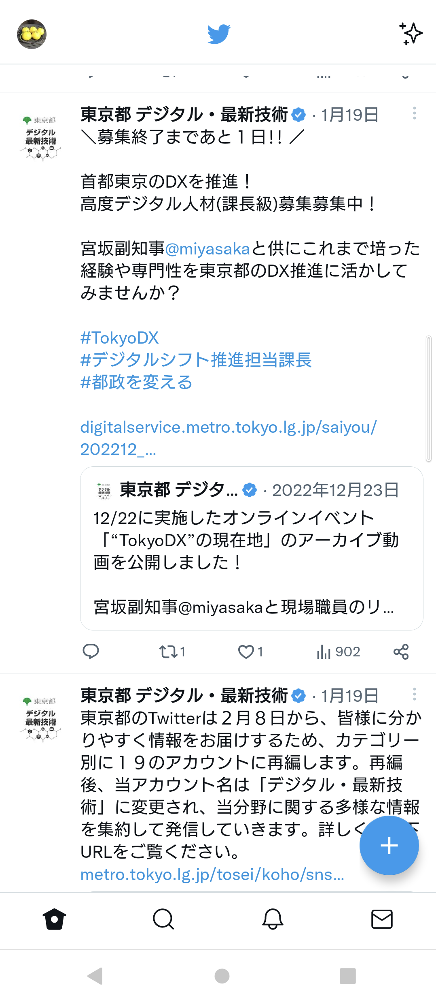 東京都 デジタル・最新技術 · 1月19日
東京都
デジタル
最新技術
＼募集終了まであと１日!! ／
首都東京のDXを推進！
高度デジタル人材(課長級)募集募集中！
宮坂副知事@miyasakaと供にこれまで培った
経験や専門性を東京都のDX推進に活かして
みませんか？
#TokyoDX
#デジタルシフト推進担当課長
#都政を変える
digitalservice.metro.tokyo.lg.jp/saiyou/
202212_...
東京都
デジタル
最新技術
東京都 デジタ... · 2022年12月23日
12/22に実施したオンラインイベント
「“TokyoDX”の現在地」のアーカイブ動
画を公開しました！
宮坂副知事@miyasakaと現場職員のリ...
1 1 902
東京都 デジタル・最新技術 · 1月19日
東京都
デジタル
最新技術
東京都のTwitterは２月８日から、皆様に分か
りやすく情報をお届けするため、カテゴリー
別に１９のアカウントに再編します。再編
後、当アカウント名は「デジタル・最新技
術」に変更され、当分野に関する多様な情報
を集約して発信していきます。詳しく
URLをご覧ください。
metro.tokyo.lg.jp/tosei/koho/sns...